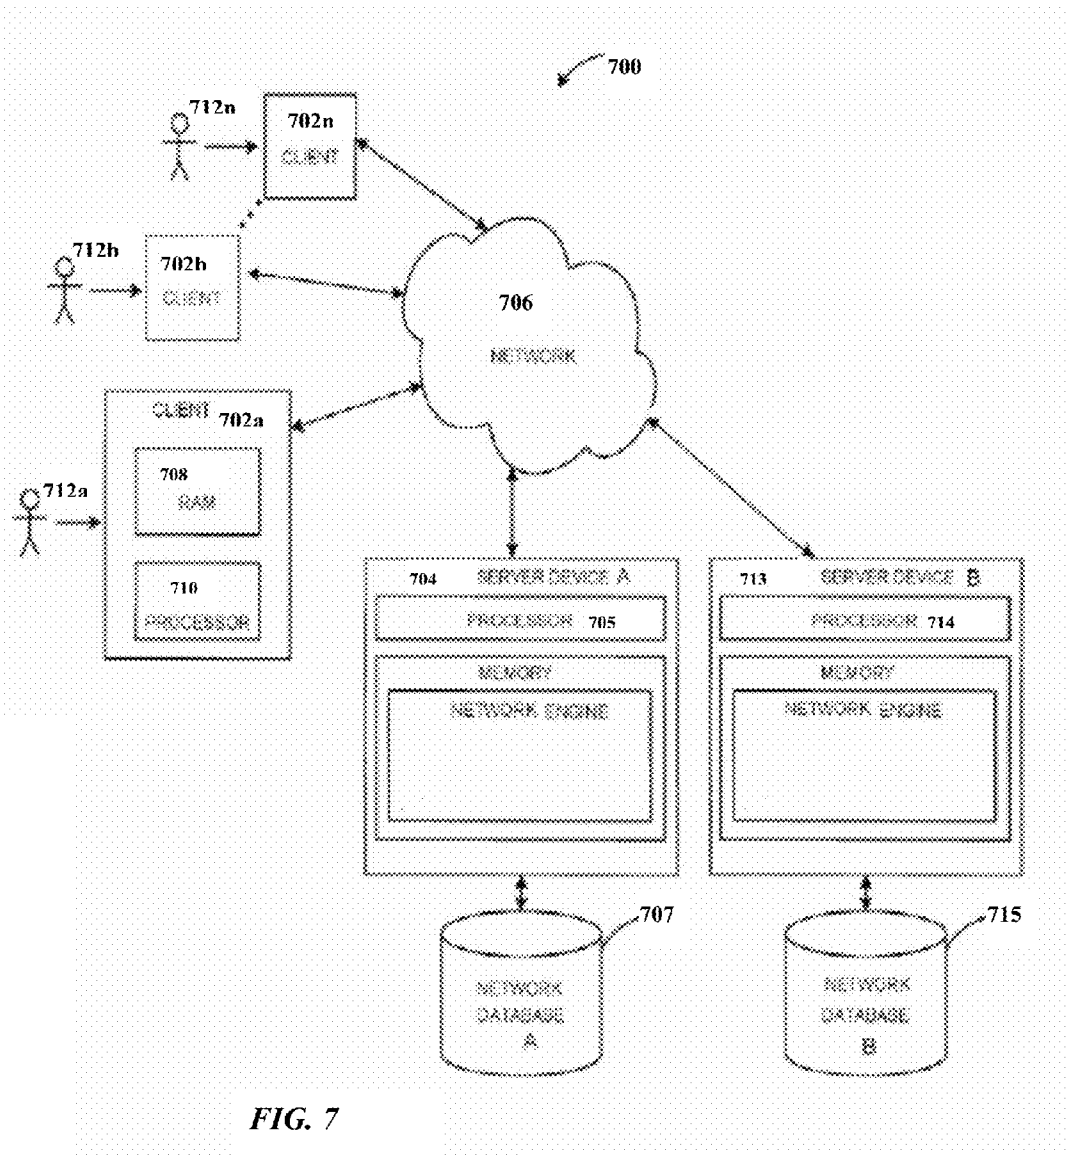 700
712n
702n
CLIENT
712b
702b
CLIENT
706
NETWORK
CLIENT 702a
708
RAM
712a
710
PROCESSOR
704 SERVER DEVICE A
PROCESSOR 705
MEMORY
NETWORK ENGINE
713 SERVER DEVICE B
PROCESSOR 714
MEMORY
NETWORK ENGINE
707
NETWORK
DATABASE
A
715
NETWORK
DATABASE
B
FIG. 7